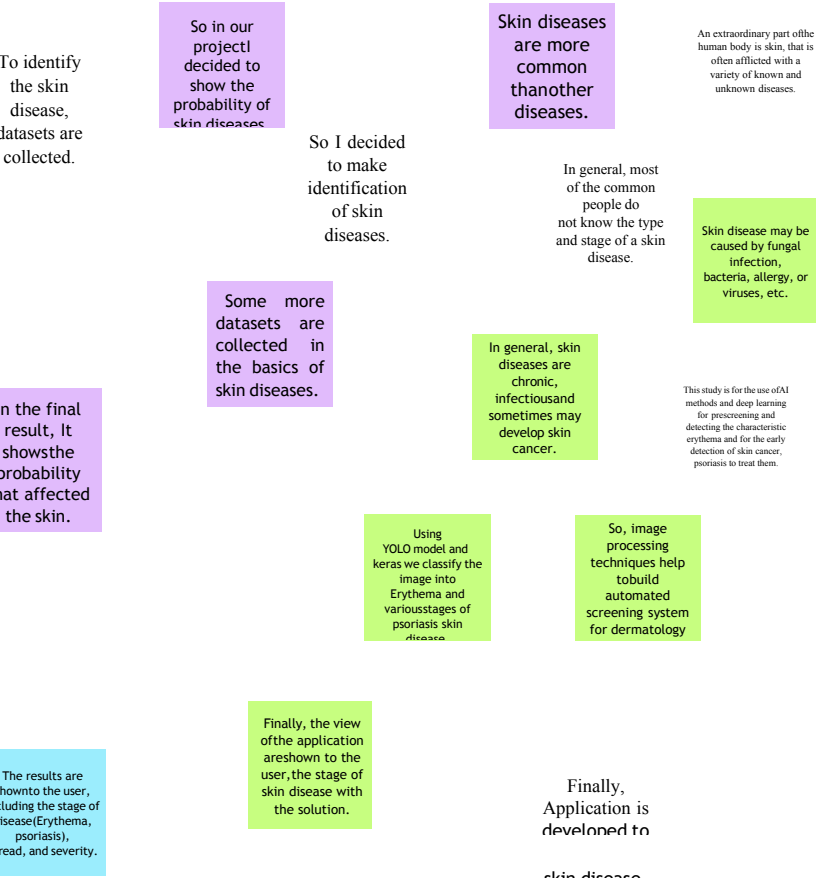 So in our
projectI
decided to
show the
probability of
skin diseases
Skin diseases
are more
common
thanother
diseases.
An extraordinary part ofthe
human body is skin, that is
often afflicted with a
variety of known and
unknown diseases.
To identify
the skin
disease,
datasets are
collected.
So I decided
to make
identification
of skin
diseases.
In general, most
of the common
people do
not know the type
and stage of a skin
disease.
Skin disease may be
caused by fungal
infection,
bacteria, allergy, or
viruses, etc.
Some more
datasets are
collected in
the basics of
skin diseases.
In general, skin
diseases are
chronic,
infectiousand
sometimes may
develop skin
cancer.
This study is for the use ofAI
methods and deep learning
for prescreening and
detecting the characteristic
erythema and for the early
detection of skin cancer,
psoriasis to treat them.
n the final
result, It
showsthe
probability
hat affected
the skin.
Using
YOLO model and
keras we classify the
image into
Erythema and
variousstages of
psoriasis skin
disease
So, image
processing
techniques help
tobuild
automated
screening system
for dermatology
Finally, the view
ofthe application
areshown to the
user,the stage of
skin disease with
the solution.
The results are
hownto the user,
cluding the stage of
isease(Erythema,
psoriasis),
read, and severity.
Finally,
Application is
developed to
skin disease